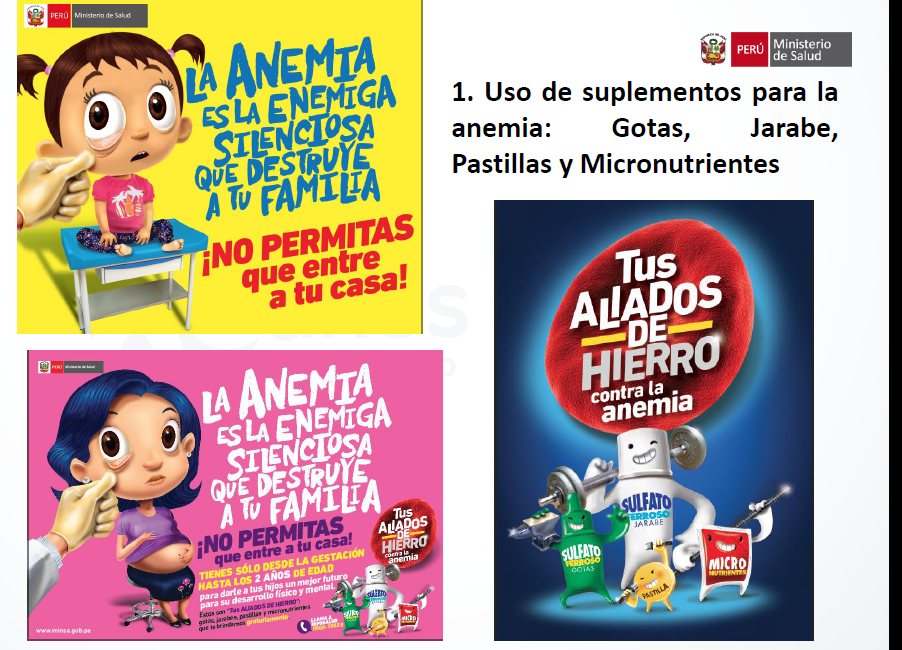 PERÚ Ministerio de Salud
LA ANEMIA
ES LA ENEMIGA
SILENCIOSA
QUE DESTRUYE
A TU FAMILIA
¡NO PERMITAS
que entre
a tu casa!
PERÚ Ministerio de Salud
LA ANEMIA
ES LA ENEMIGA
SILENCIOSA
QUE DESTRUYE
A TU FAMILIA
¡NO PERMITAS
que entre a tu casa!
TIENES SÓLO DESDE LA GESTACIÓN
HASTA LOS 2 AÑOS DE EDAD
para darle a tus hijos un mejor futuro
para su desarrollo físico y mental.
Estos son "Tus ALIADOS DE HIERRO":
gotas, jarabe, pastillas y micronutrientes
que te brindamos gratuitamente.
Tus
ALIADOS
DE
HIERRO
contra la
anemia
www.minsa.gob.pe
PERÚ Ministerio
de Salud
1. Uso de suplementos para la
anemia: Gotas, Jarabe,
Pastillas y Micronutrientes
Tus
ALIADOS
DE
HIERRO
contra la
anemia
SULFATO
FERROSO
JARABE
SULFATO
FERROSO
GOTAS
PASTILLA
MICRO
NUTRIENTES